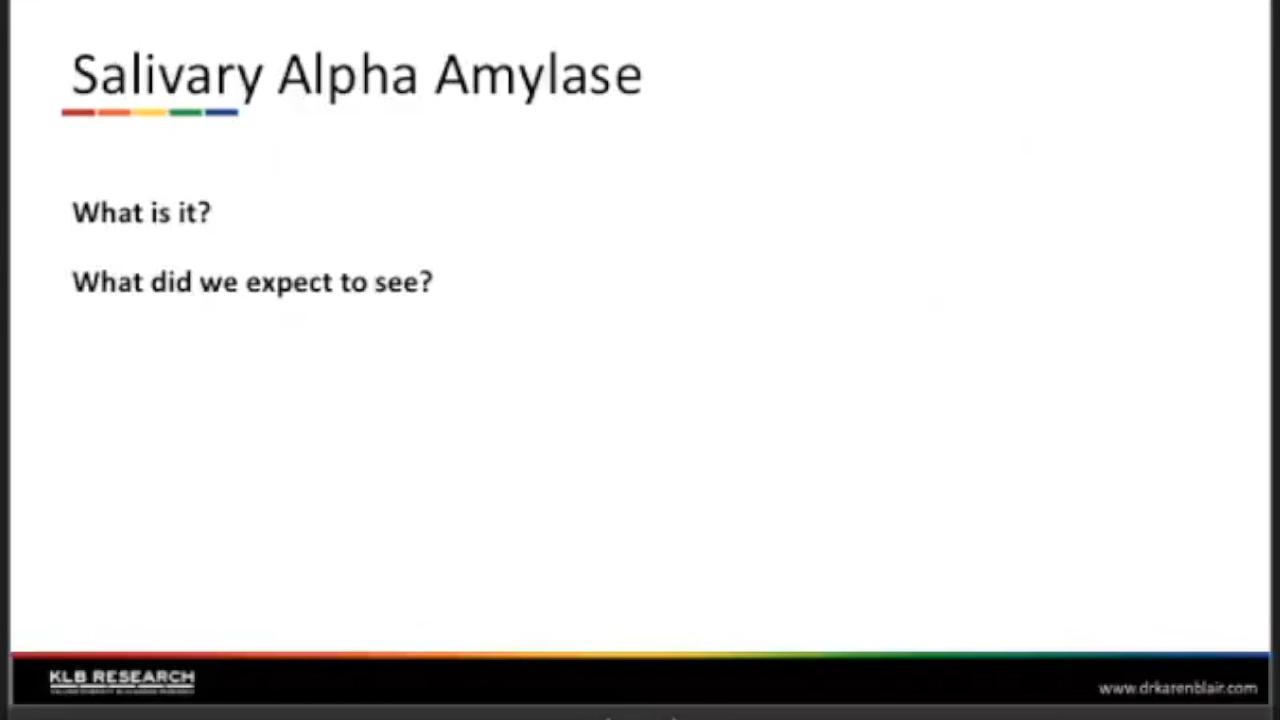 Salivary Alpha Amylase
What is it?
What did we expect to see?
KLB RESEARCH
www.drkarenblair.com